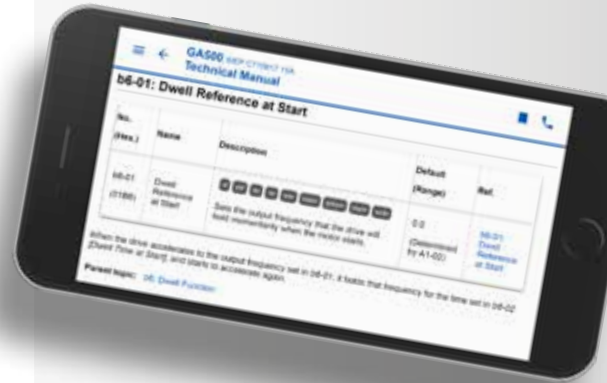 GA500
Technical Manual
b6-01: Dwell Reference at Start
No.
(Hex.)
Name
Description
Default
(Range)
Ref.
b6-01
(01B6)
Dwell
Reference
at Start
Sets the output frequency that the drive will
hold momentarily when the motor starts.
0.0
(Determined
by A1-02)
b6-01
Dwell
Reference
at Start
When the drive accelerates to the output frequency set in b6-01, it holds that frequency for the time set in b6-02
[Dwell Time at Start], and starts to accelerate again.
Parent topic: b6: Dwell Function